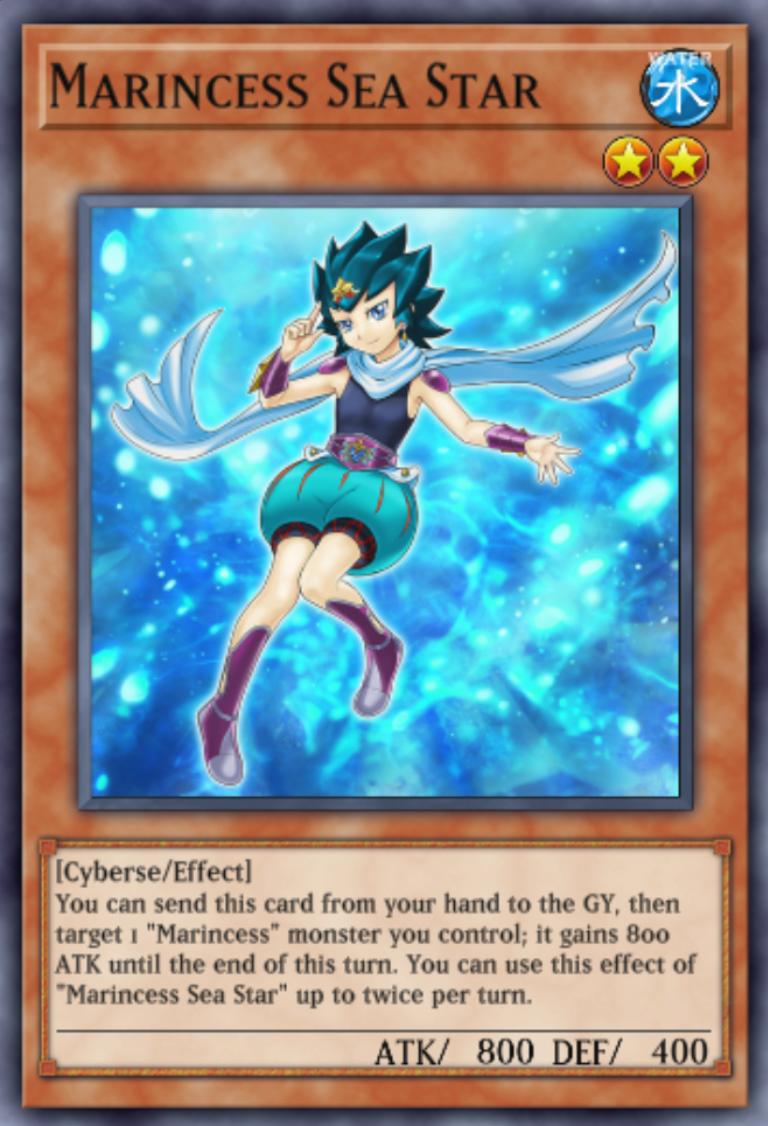 Marincess Sea Star
WATER
水
[Cyberse/Effect]
You can send this card from your hand to the GY, then
target 1 "Marincess" monster you control; it gains 800
ATK until the end of this turn. You can use this effect of
"Marincess Sea Star" up to twice per turn.
ATK/ 800 DEF/ 400